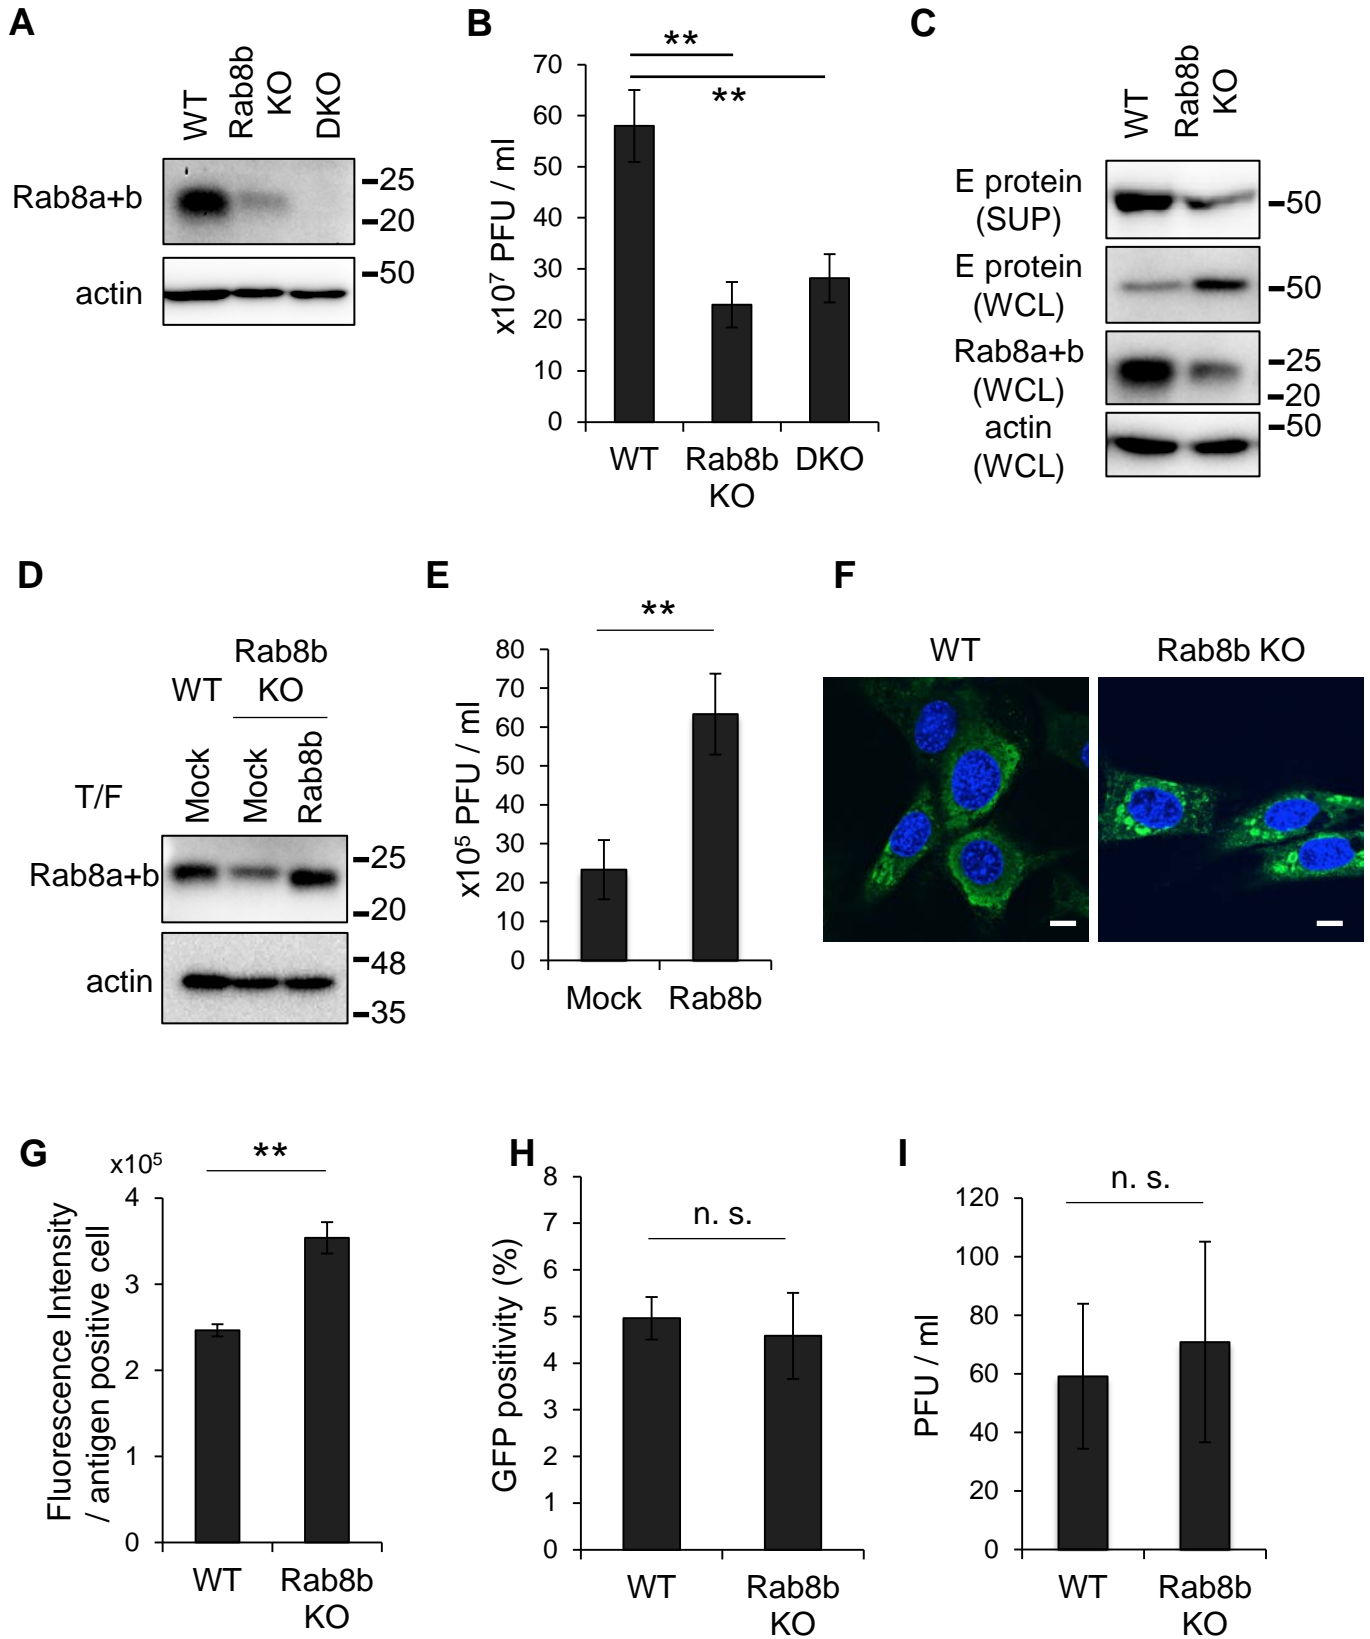 A
WT
Rab8b
KO
DKO
Rab8a+b
25
20
50
actin
B
**
**
x10⁷ PFU / ml
70
60
50
40
30
20
10
0
WT
Rab8b
KO
DKO
C
WT
Rab8b
KO
E protein
(SUP)
50
E protein
(WCL)
50
Rab8a+b
(WCL)
25
20
actin
(WCL)
50
D
Rab8b
WT KO
T/F
Mock
Mock
Rab8b
Rab8a+b
25
20
actin
48
35
E
**
x10⁵ PFU / ml
80
70
60
50
40
30
20
10
0
Mock
Rab8b
F
WT
Rab8b KO
G
x10⁵
**
Fluorescence Intensity
/ antigen positive cell
4
3
2
1
0
WT
Rab8b
KO
H
n. s.
GFP positivity (%)
8
7
6
5
4
3
2
1
0
WT
Rab8b
KO
I
n. s.
PFU / ml
120
100
80
60
40
20
0
WT
Rab8b
KO